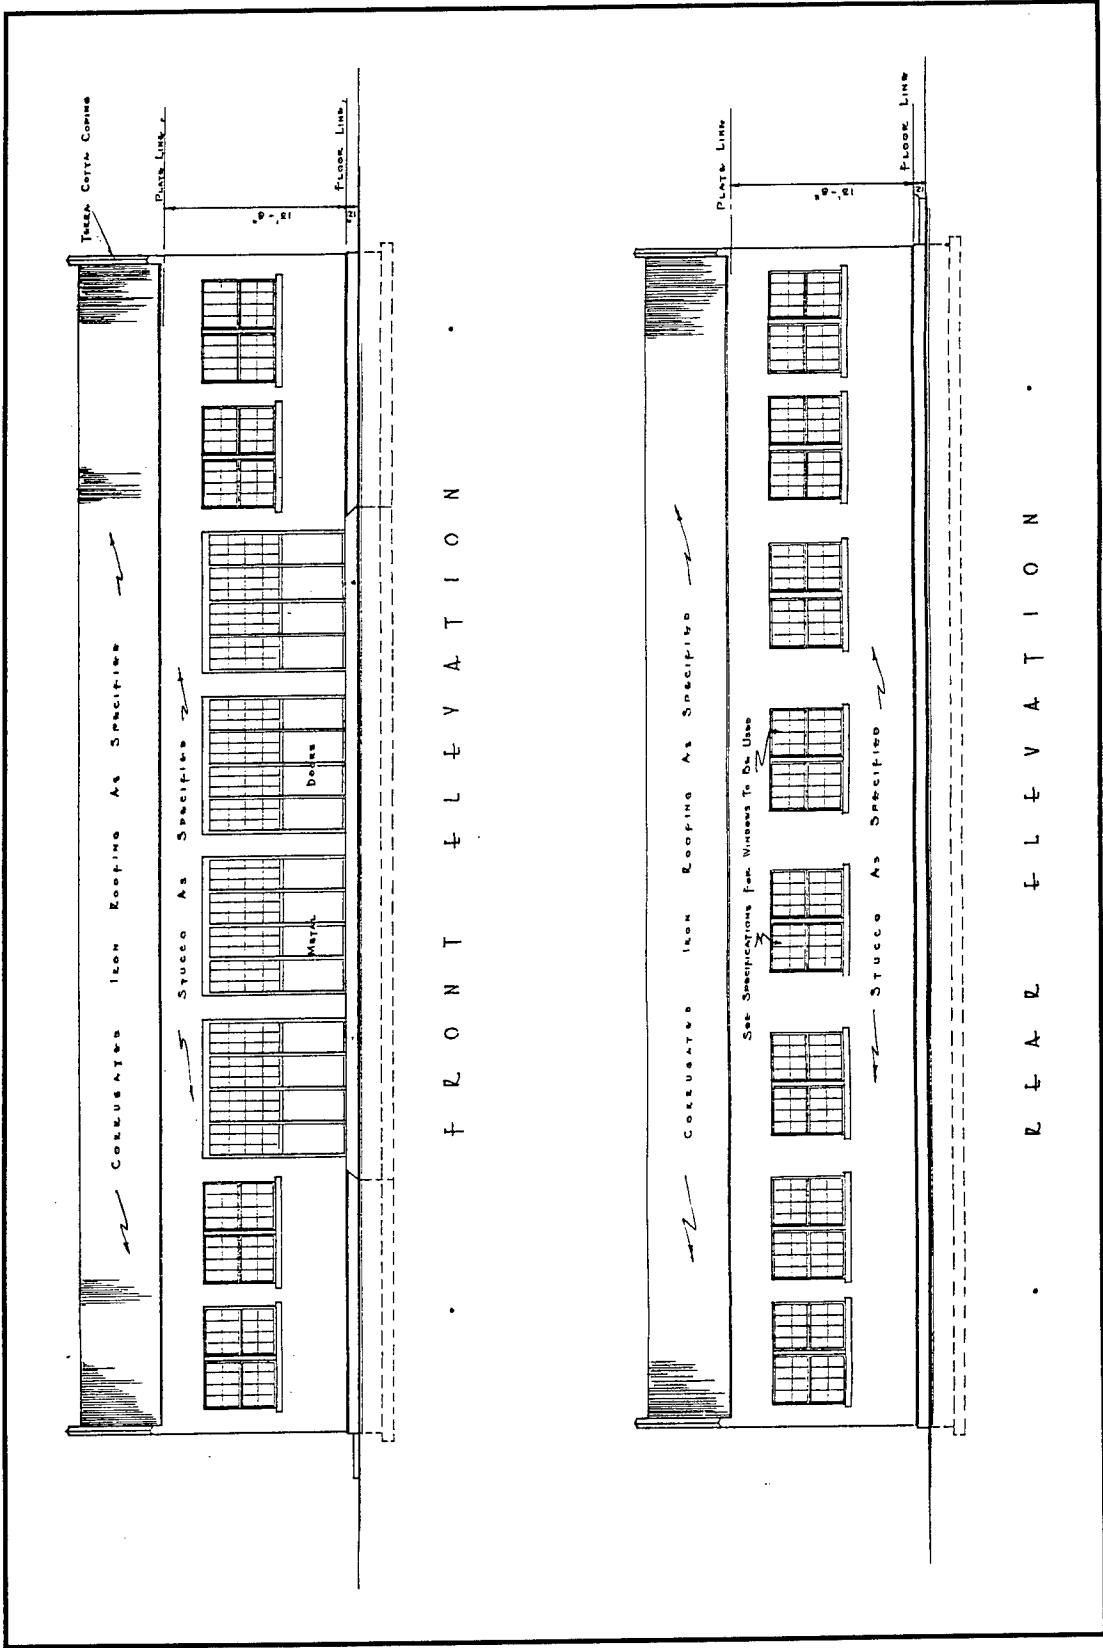 Terra Cotta Coping
Corrugated Iron Roofing As Specified
Plate Line
Stucco As Specified
13'-8"
Metal Doors
Floor Line
12"
FRONT ELEVATION
Corrugated Iron Roofing As Specified
Plate Line
See Specifications For Windows To Be Used
13'-8"
Stucco As Specified
Floor Line
12
REAR ELEVATION